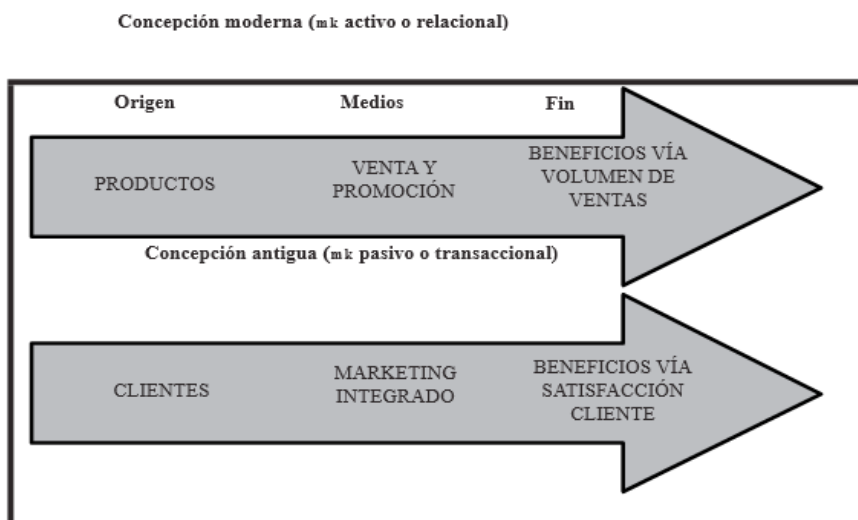 Concepción moderna (mk activo o relacional)
Origen Medios Fin
PRODUCTOS
VENTA Y
PROMOCIÓN
BENEFICIOS VÍA
VOLUMEN DE
VENTAS
Concepción antigua (mk pasivo o transaccional)
CLIENTES
MARKETING
INTEGRADO
BENEFICIOS VÍA
SATISFACCIÓN
CLIENTE